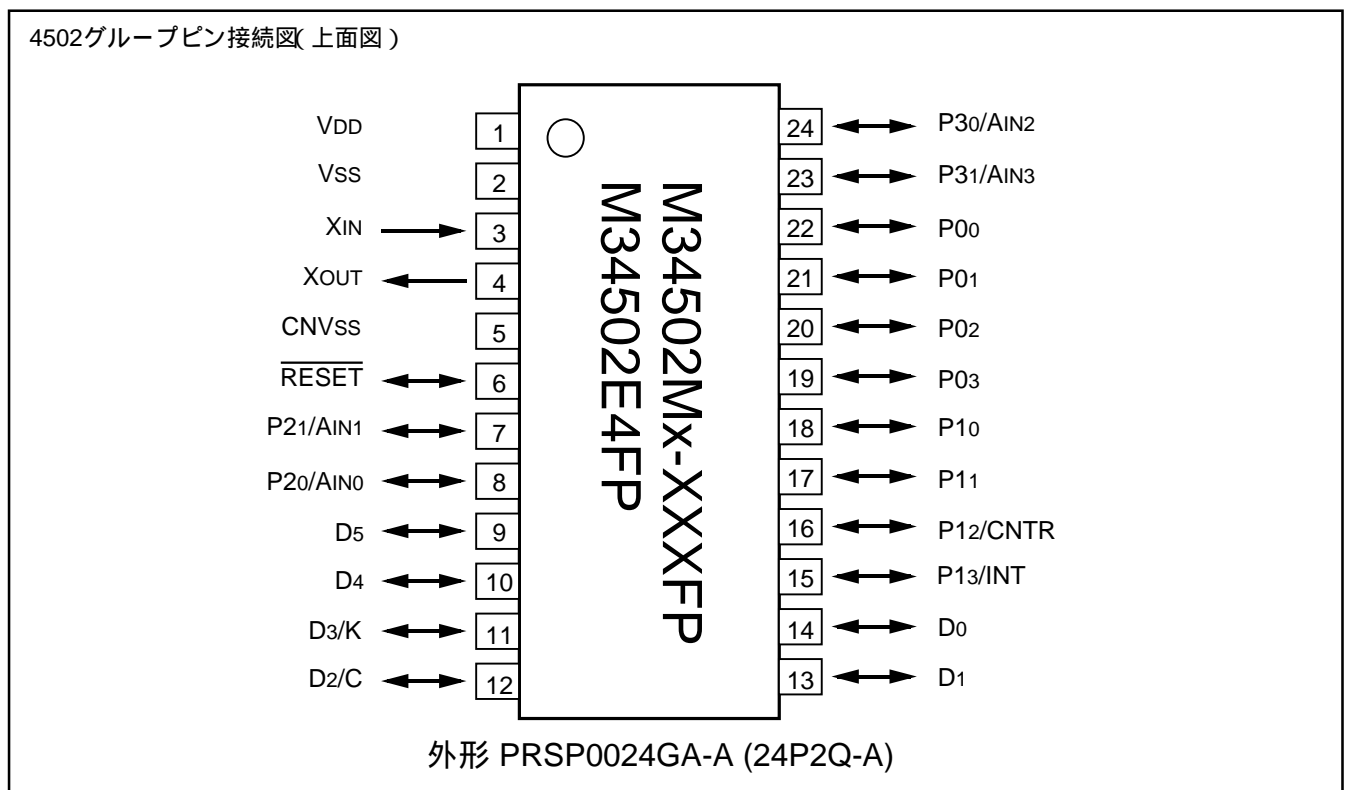 4502グループピン接続図(上面図)
VDD 1
VSS 2
XIN 3
XOUT 4
CNVSS 5
RESET 6
P21/AIN1 7
P20/AIN0 8
D5 9
D4 10
D3/K 11
D2/C 12
M34502Mx-XXXFP
M34502E4FP
24 P30/AIN2
23 P31/AIN3
22 P00
21 P01
20 P02
19 P03
18 P10
17 P11
16 P12/CNTR
15 P13/INT
14 D0
13 D1
外形 PRSP0024GA-A (24P2Q-A)